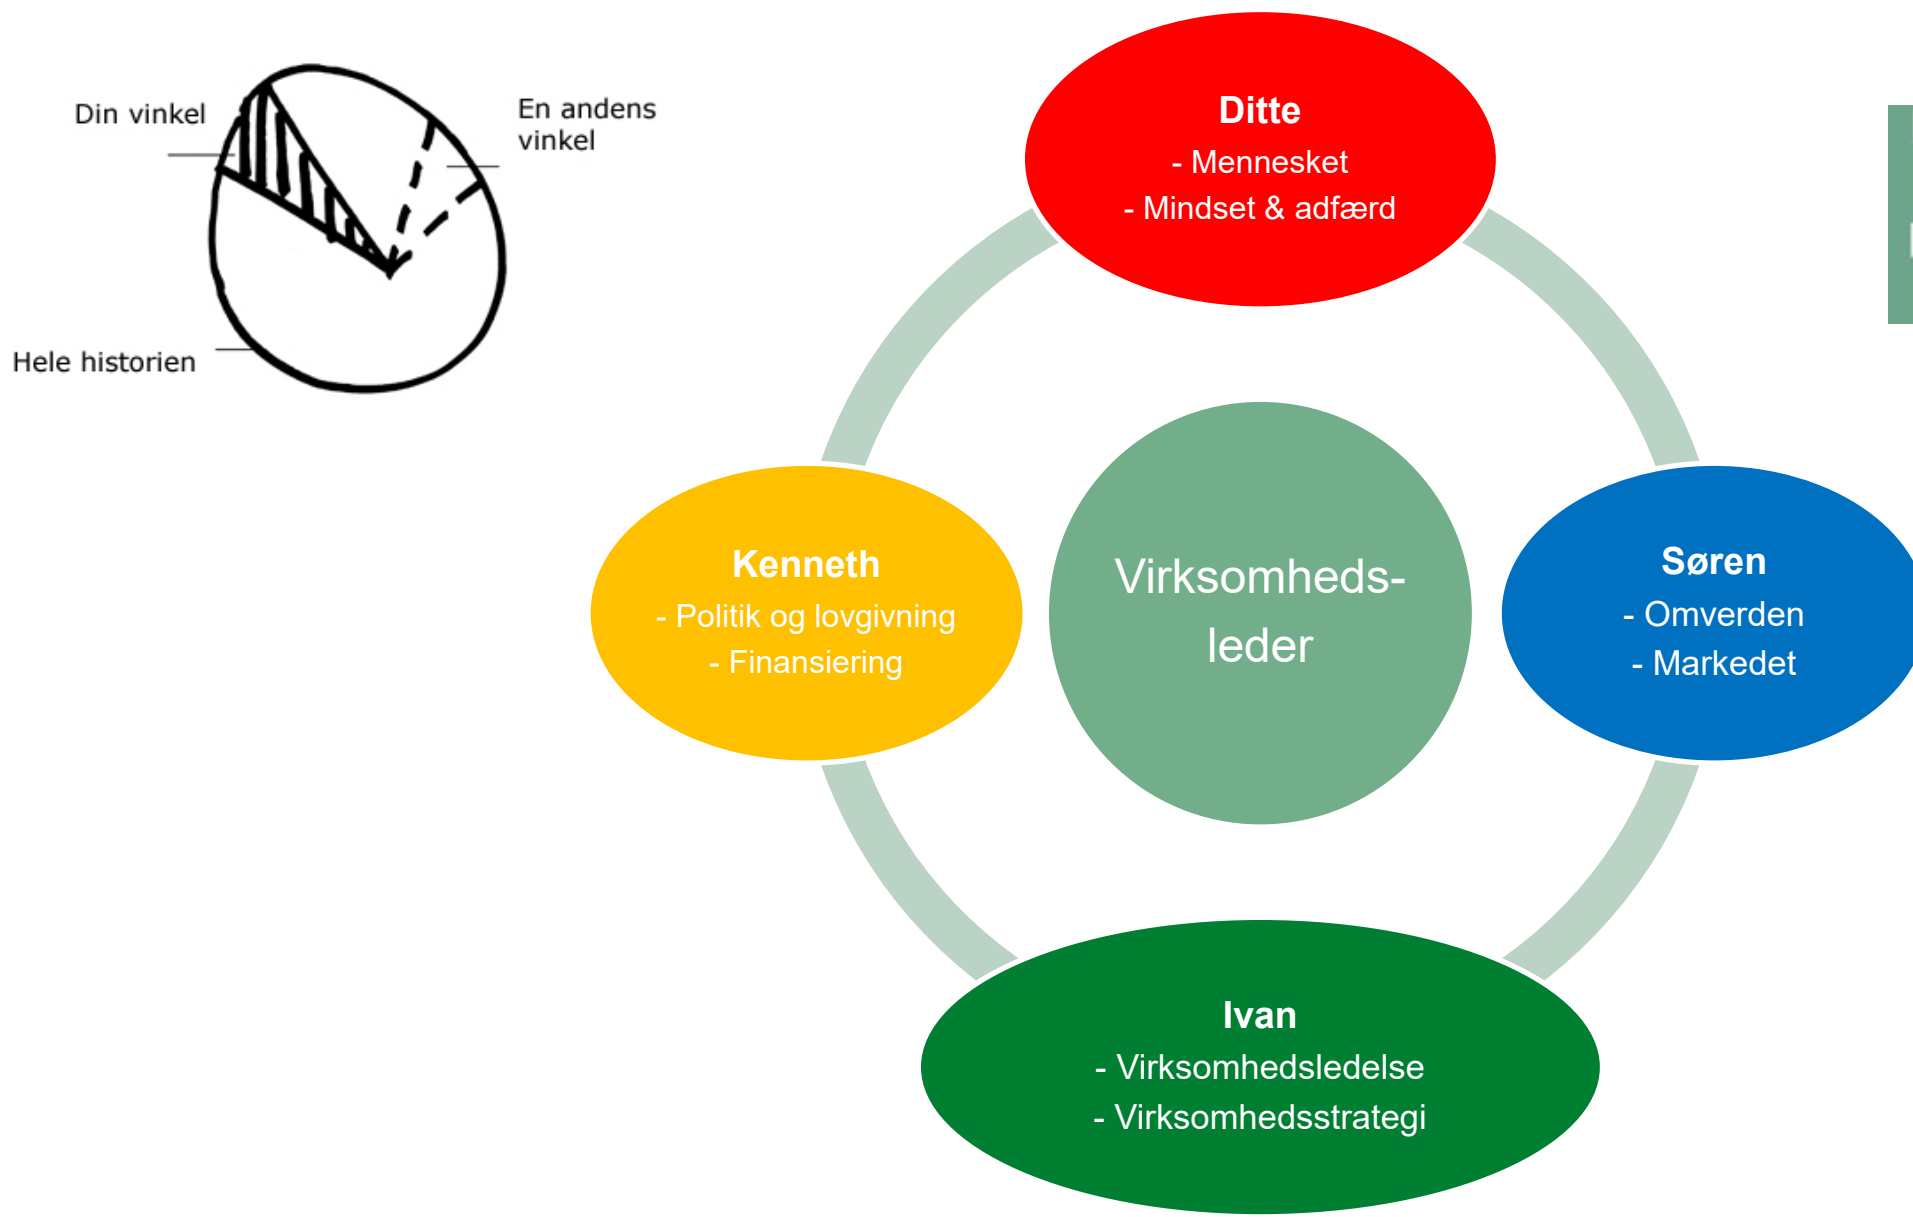 Din vinkel
En andens
vinkel
Hele historien
Ditte
- Mennesket
- Mindset & adfærd
Kenneth
- Politik og lovgivning
- Finansiering
Virksomheds-
leder
Søren
- Omverden
- Markedet
Ivan
- Virksomhedsledelse
- Virksomhedsstrategi